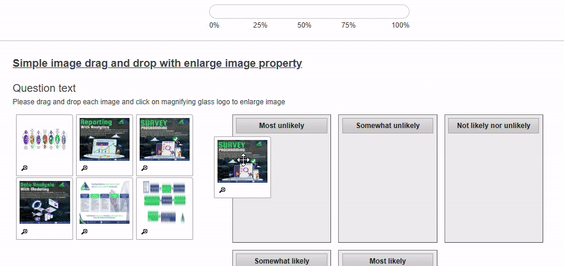 0% 25% 50% 75% 100%
Simple image drag and drop with enlarge image property
Question text
Please drag and drop each image and click on magnifying glass logo to enlarge image
Reporting
With Analytics
SURVEY
PROGRAMMING
SURVEY
PROGRAMMING
Most unlikely
Somewhat unlikely
Not likely nor unlikely
Data Analysis
With Modeling
Somewhat likely
Most likely